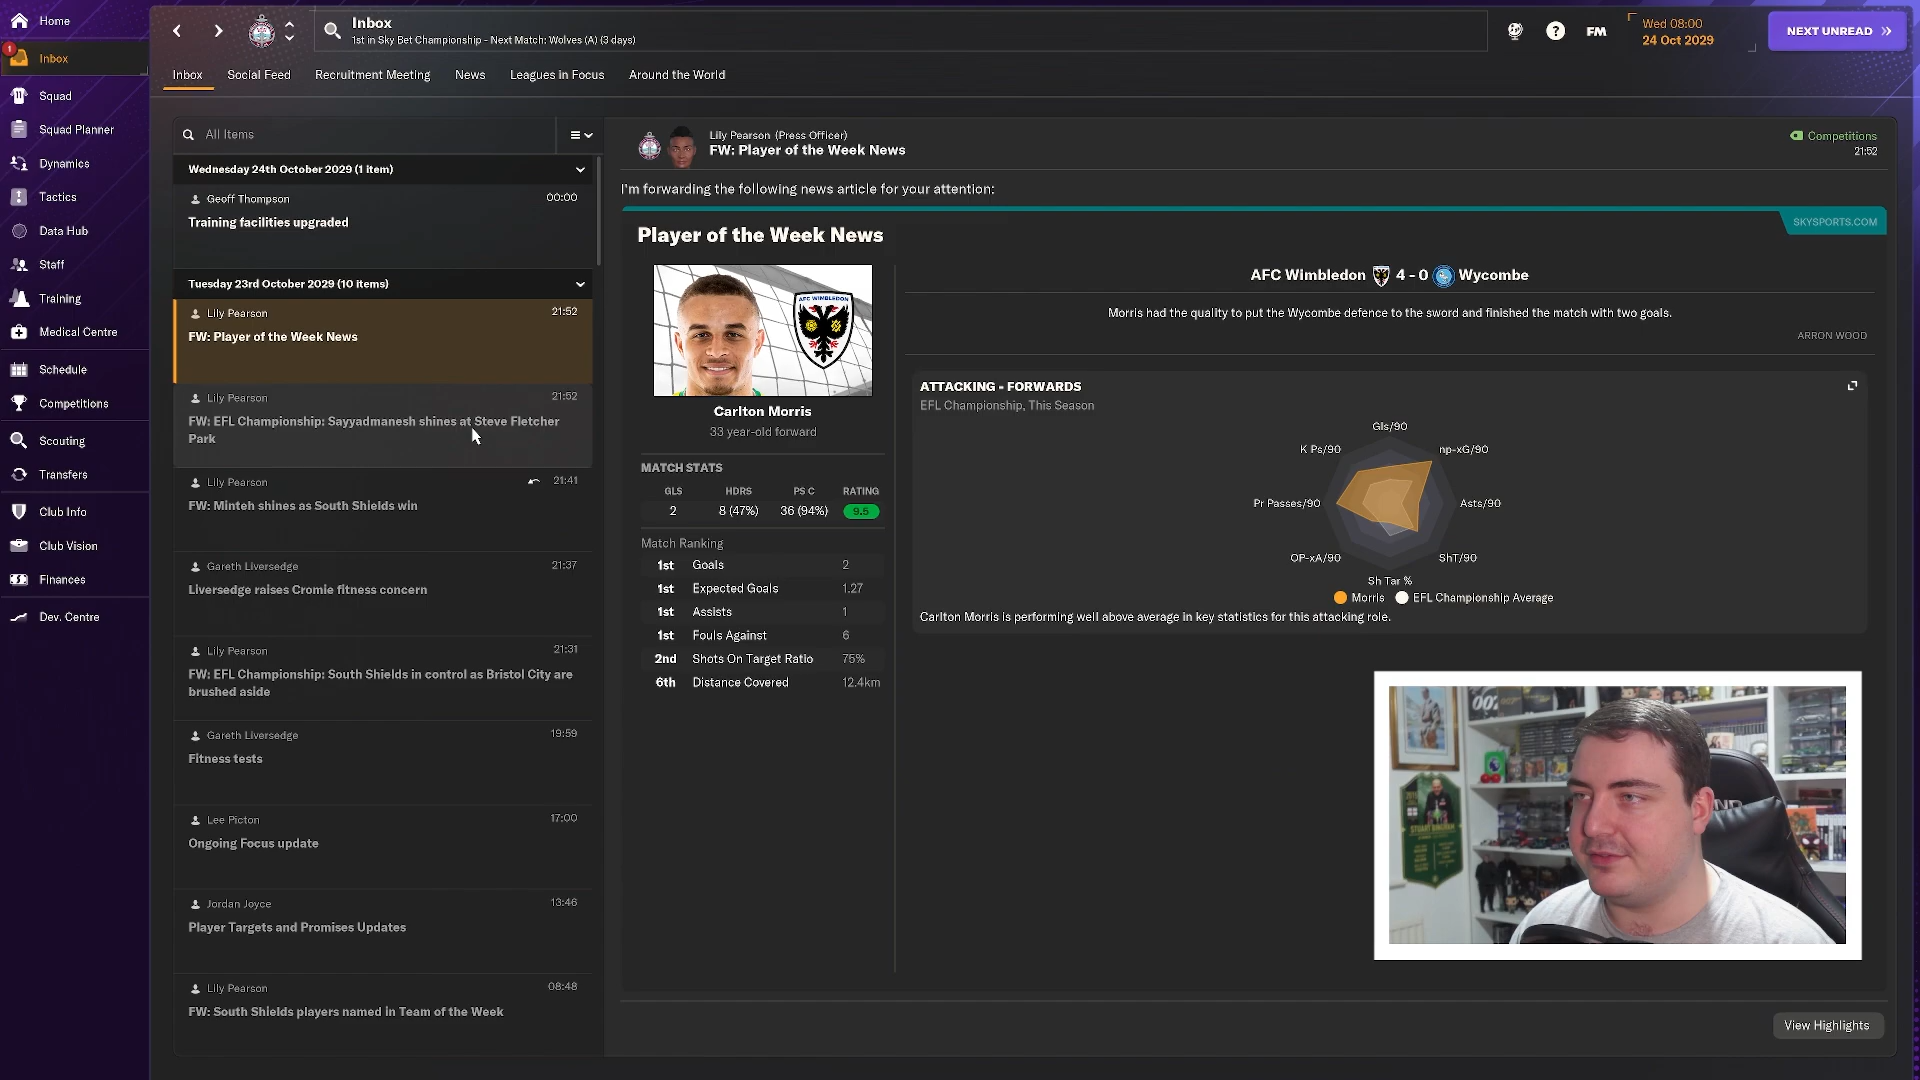 Home
1
Inbox
Squad
Squad Planner
Dynamics
Tactics
Data Hub
Staff
Training
Medical Centre
Schedule
Competitions
Scouting
Transfers
Club Info
Club Vision
Finances
Dev. Centre
Inbox
1st in Sky Bet Championship - Next Match: Wolves (A) (3 days)
?
FM
Wed 08:00
24 Oct 2029
NEXT UNREAD
Inbox
Social Feed
Recruitment Meeting
News
Leagues in Focus
Around the World
All Items
Wednesday 24th October 2029 (1 item)
Geoff Thompson 00:00
Training facilities upgraded
Tuesday 23rd October 2029 (10 items)
Lily Pearson 21:52
FW: Player of the Week News
Lily Pearson 21:52
FW: EFL Championship: Sayyadmanesh shines at Steve Fletcher
Park
Lily Pearson 21:41
FW: Minteh shines as South Shields win
Gareth Liversedge 21:37
Liversedge raises Cromie fitness concern
Lily Pearson 21:31
FW: EFL Championship: South Shields in control as Bristol City are
brushed aside
Gareth Liversedge 19:59
Fitness tests
Lee Picton 17:00
Ongoing Focus update
Jordan Joyce 13:46
Player Targets and Promises Updates
Lily Pearson 08:48
FW: South Shields players named in Team of the Week
Lily Pearson (Press Officer)
FW: Player of the Week News
Competitions
21:52
I'm forwarding the following news article for your attention:
SKYSPORTS.COM
Player of the Week News
AFC WIMBLEDON
Carlton Morris
33 year-old forward
MATCH STATS
GLS HDRS PS C RATING
2 8 (47%) 36 (94%) 9.5
Match Ranking
1st Goals 2
1st Expected Goals 1.27
1st Assists 1
1st Fouls Against 6
2nd Shots On Target Ratio 75%
6th Distance Covered 12.4km
AFC Wimbledon 4 - 0 Wycombe
Morris had the quality to put the Wycombe defence to the sword and finished the match with two goals.
ARRON WOOD
ATTACKING - FORWARDS
EFL Championship, This Season
Gls/90
K Ps/90 np-xG/90
Pr Passes/90 Asts/90
OP-xA/90 ShT/90
Sh Tar %
Morris EFL Championship Average
Carlton Morris is performing well above average in key statistics for this attacking role.
007
STUART BINGHAM
View Highlights